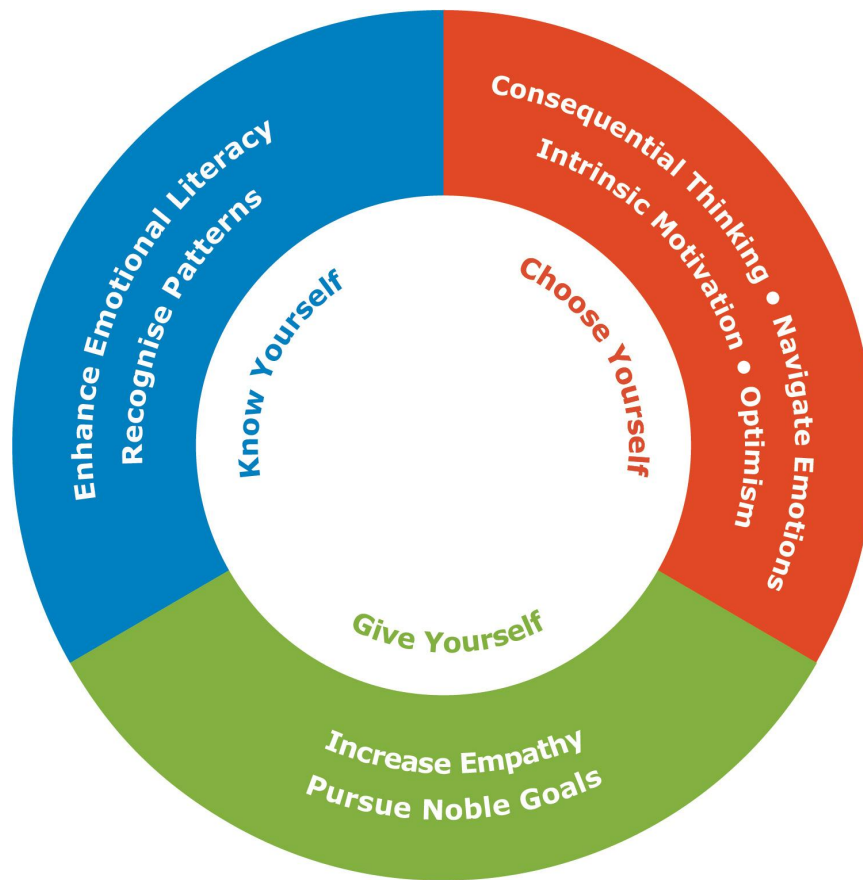 Enhance Emotional Literacy
Recognise Patterns
Know Yourself
Consequential Thinking • Navigate Emotions
Intrinsic Motivation • Optimism
Choose Yourself
Give Yourself
Increase Empathy
Pursue Noble Goals